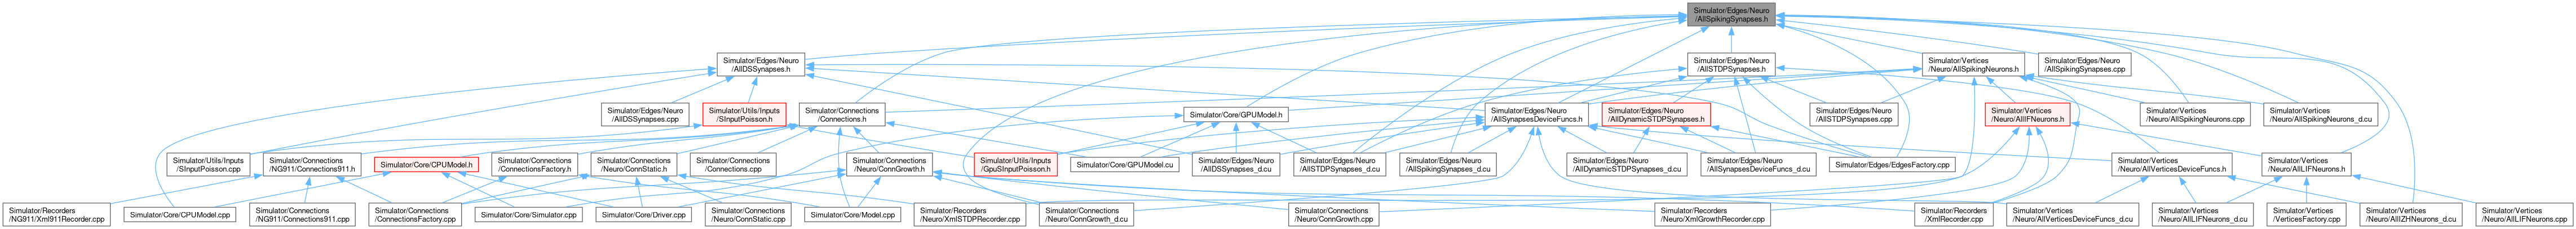 Simulator/Edges/Neuro
/AllSpikingSynapses.h
Simulator/Edges/Neuro
/AllDSSynapses.h
Simulator/Edges/Neuro
/AllSTDPSynapses.h
Simulator/Vertices
/Neuro/AllSpikingNeurons.h
Simulator/Edges/Neuro
/AllSpikingSynapses.cpp
Simulator/Edges/Neuro
/AllDSSynapses.cpp
Simulator/Utils/Inputs
/SInputPoisson.h
Simulator/Connections
/Connections.h
Simulator/Core/GPUModel.h
Simulator/Edges/Neuro
/AllSynapsesDeviceFuncs.h
Simulator/Edges/Neuro
/AllDynamicSTDPSynapses.h
Simulator/Edges/Neuro
/AllSTDPSynapses.cpp
Simulator/Vertices
/Neuro/AllIFNeurons.h
Simulator/Vertices
/Neuro/AllSpikingNeurons.cpp
Simulator/Vertices
/Neuro/AllSpikingNeurons_d.cu
Simulator/Utils/Inputs
/SInputPoisson.cpp
Simulator/Connections
/NG911/Connections911.h
Simulator/Core/CPUModel.h
Simulator/Connections
/ConnectionsFactory.h
Simulator/Connections
/Neuro/ConnStatic.h
Simulator/Connections
/Connections.cpp
Simulator/Connections
/Neuro/ConnGrowth.h
Simulator/Utils/Inputs
/GpuSInputPoisson.h
Simulator/Core/GPUModel.cu
Simulator/Edges/Neuro
/AllDSSynapses_d.cu
Simulator/Edges/Neuro
/AllSTDPSynapses_d.cu
Simulator/Edges/Neuro
/AllSpikingSynapses_d.cu
Simulator/Edges/Neuro
/AllDynamicSTDPSynapses_d.cu
Simulator/Edges/Neuro
/AllSynapsesDeviceFuncs_d.cu
Simulator/Edges/EdgesFactory.cpp
Simulator/Vertices
/Neuro/AllVerticesDeviceFuncs.h
Simulator/Vertices
/Neuro/AllLIFNeurons.h
Simulator/Recorders
/NG911/Xml911Recorder.cpp
Simulator/Core/CPUModel.cpp
Simulator/Connections
/NG911/Connections911.cpp
Simulator/Connections
/ConnectionsFactory.cpp
Simulator/Core/Simulator.cpp
Simulator/Core/Driver.cpp
Simulator/Connections
/Neuro/ConnStatic.cpp
Simulator/Core/Model.cpp
Simulator/Recorders
/Neuro/XmlSTDPRecorder.cpp
Simulator/Connections
/Neuro/ConnGrowth_d.cu
Simulator/Connections
/Neuro/ConnGrowth.cpp
Simulator/Recorders
/Neuro/XmlGrowthRecorder.cpp
Simulator/Recorders
/XmlRecorder.cpp
Simulator/Vertices
/Neuro/AllVerticesDeviceFuncs_d.cu
Simulator/Vertices
/Neuro/AllLIFNeurons_d.cu
Simulator/Vertices
/VerticesFactory.cpp
Simulator/Vertices
/Neuro/AllIZHNeurons_d.cu
Simulator/Vertices
/Neuro/AllLIFNeurons.cpp